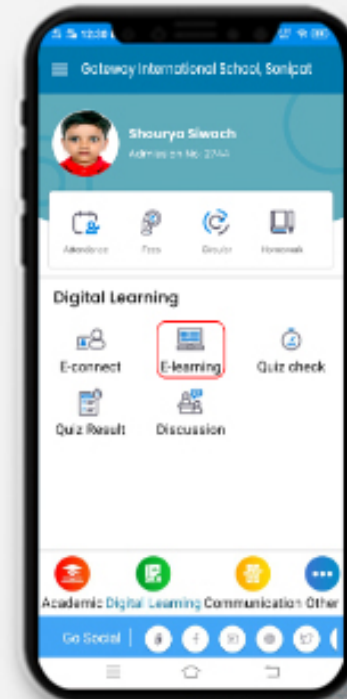 Gateway International School, Sonipat
Shourya Siwach
Admission No: 2744
Attendance Fees Circular Homework
Digital Learning
E-connect E-learning Quiz check
Quiz Result Discussion
Academic Digital Learning Communication Other
Go Social